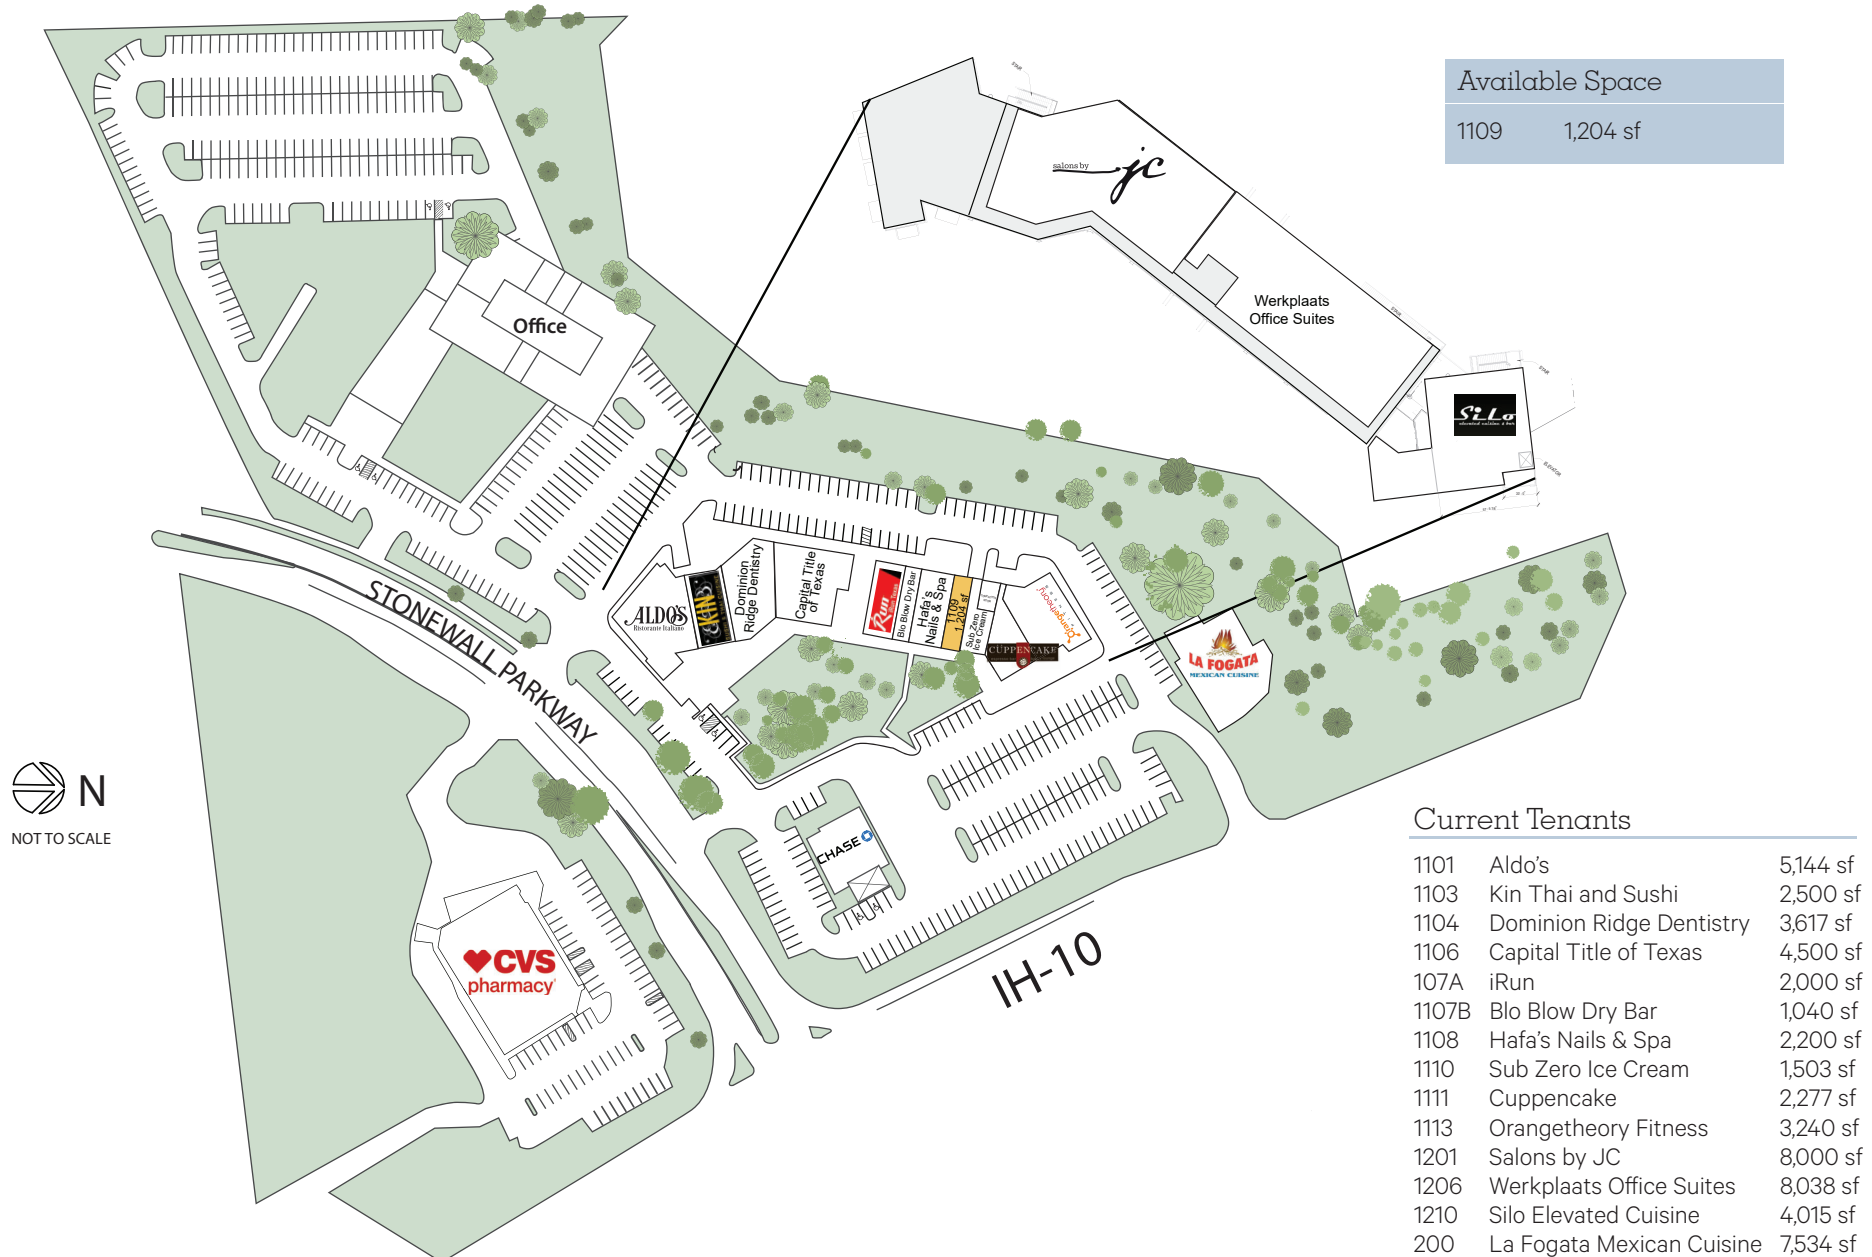 Available Space
1109 1,204 sf
STAIR
salons by
jc
Werkplaats
Office Suites
STAIR
STAIR
SiLo
elevated cuisine & bar
ELEVATOR
Office
STONEWALL PARKWAY
ALDO'S
Ristorante Italiano
KIN
Dominion
Ridge Dentistry
Capital Title
of Texas
iRun
Blo Blow Dry Bar
Hafa's
Nails & Spa
1109
1,204 sf
Sub Zero
Ice Cream
CUPPENCAKE
orangetheory
LA FOGATA
MEXICAN CUISINE
N
NOT TO SCALE
CHASE
CVS
pharmacy
IH-10
Current Tenants
1101 Aldo's 5,144 sf
1103 Kin Thai and Sushi 2,500 sf
1104 Dominion Ridge Dentistry 3,617 sf
1106 Capital Title of Texas 4,500 sf
107A iRun 2,000 sf
1107B Blo Blow Dry Bar 1,040 sf
1108 Hafa's Nails & Spa 2,200 sf
1110 Sub Zero Ice Cream 1,503 sf
1111 Cuppencake 2,277 sf
1113 Orangetheory Fitness 3,240 sf
1201 Salons by JC 8,000 sf
1206 Werkplaats Office Suites 8,038 sf
1210 Silo Elevated Cuisine 4,015 sf
200 La Fogata Mexican Cuisine 7,534 sf